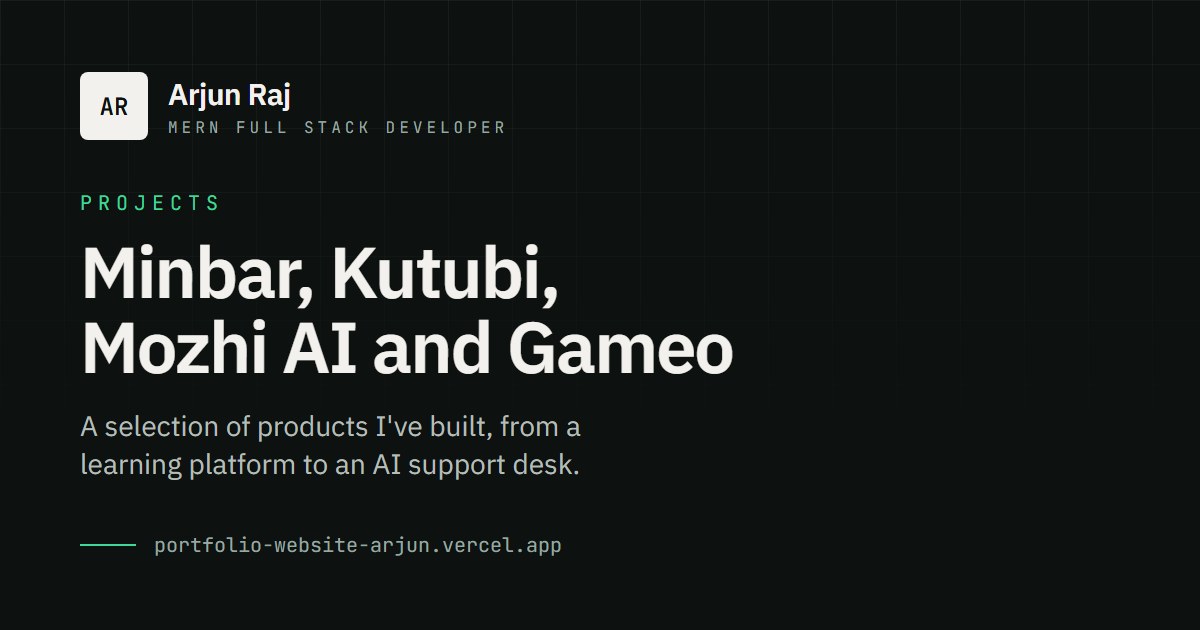 AR
Arjun Raj
MERN FULL STACK DEVELOPER
PROJECTS
Minbar, Kutubi,
Mozhi AI and Gameo
A selection of products I've built, from a
learning platform to an AI support desk.
portfolio-website-arjun.vercel.app